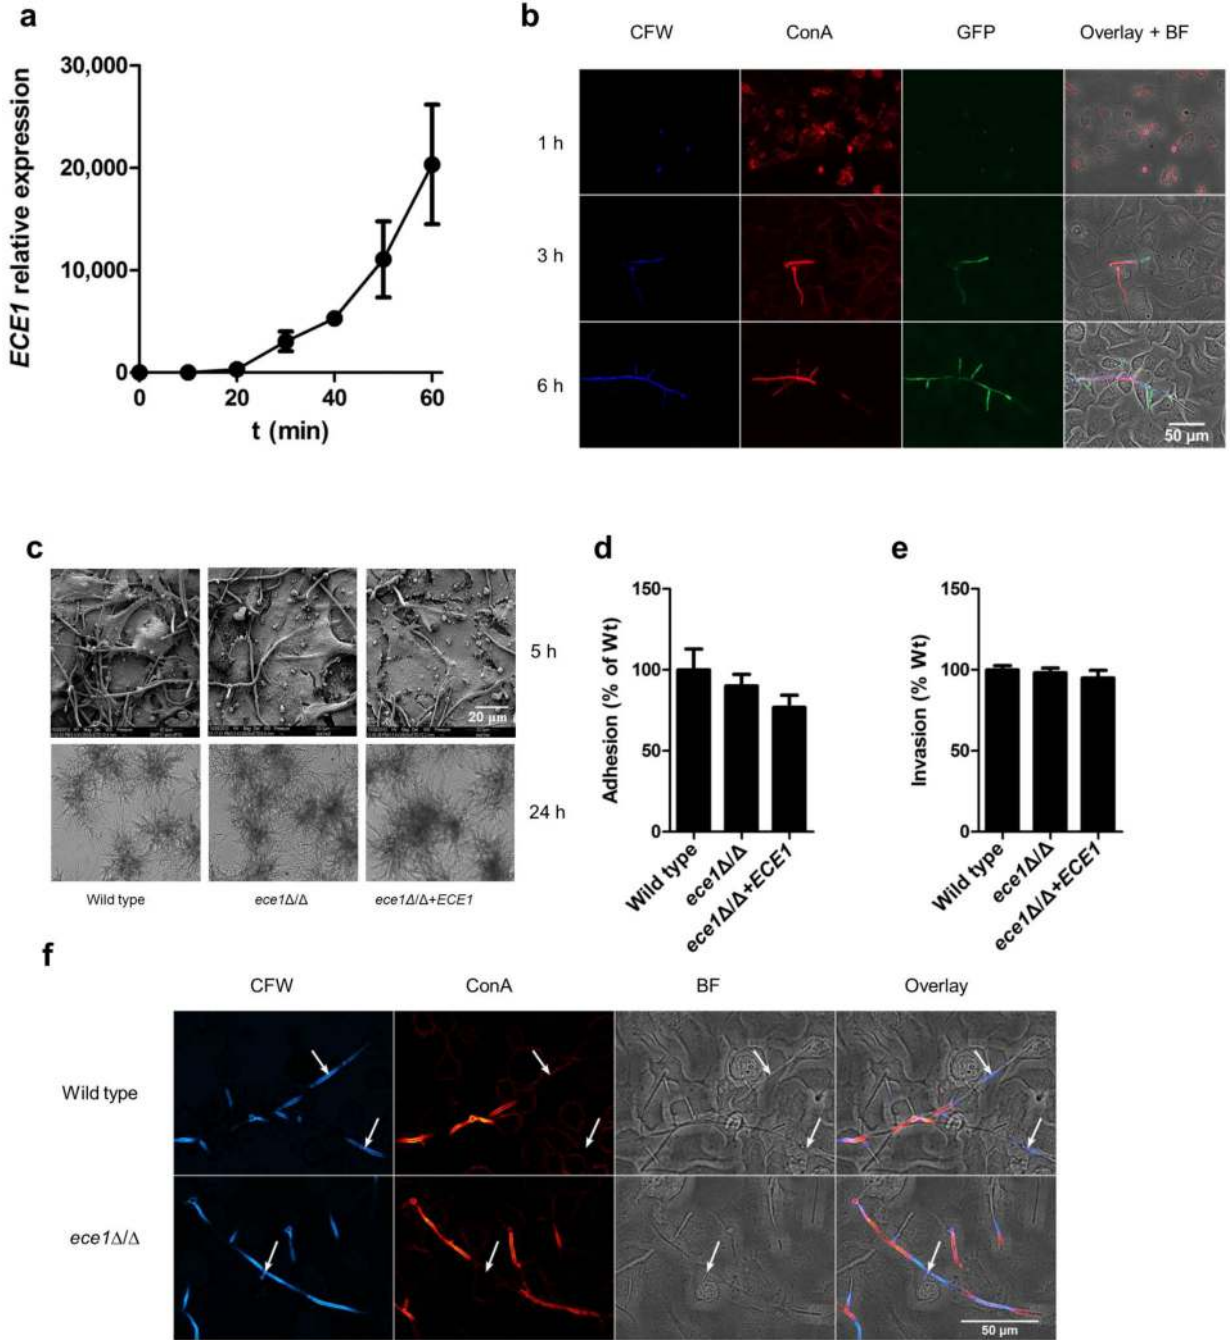 a
30,000
20,000
10,000
0
ECE1 relative expression
0 20 40 60
t (min)
b
CFW ConA GFP Overlay + BF
1 h
3 h
6 h
50 µm
c
5 h
20 µm
24 h
Wild type ece1Δ/Δ ece1Δ/Δ+ECE1
d
150
100
50
0
Adhesion (% of Wt)
Wild type
ece1Δ/Δ
ece1Δ/Δ+ECE1
e
150
100
50
0
Invasion (% Wt)
Wild type
ece1Δ/Δ
ece1Δ/Δ+ECE1
f
CFW ConA BF Overlay
Wild type
ece1Δ/Δ
50 µm